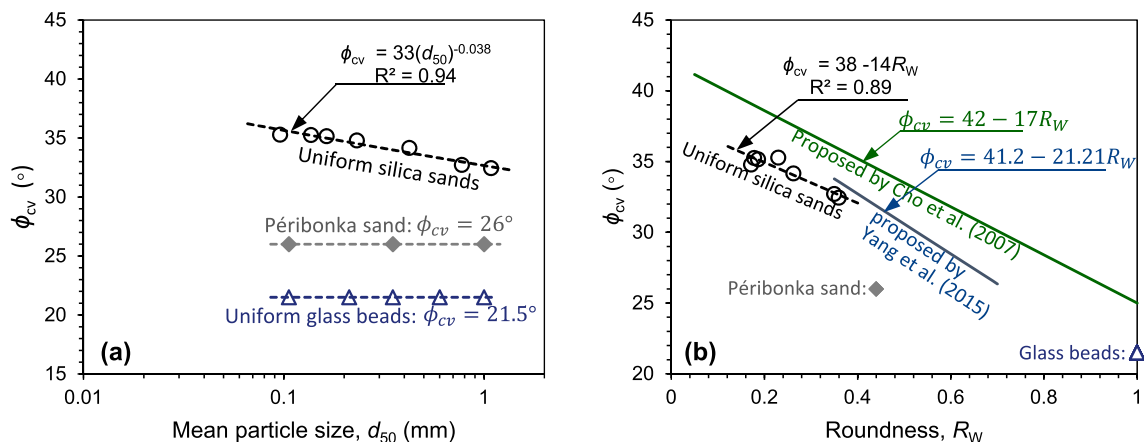 45
40
35
30
25
20
15
0.01
0.1
1
ϕcv (°)
Mean particle size, d50 (mm)
ϕcv = 33(d50)-0.038
R² = 0.94
Uniform silica sands
Péribonka sand: ϕcv = 26°
Uniform glass beads: ϕcv = 21.5°
(a)
45
40
35
30
25
20
0
0.2
0.4
0.6
0.8
1
ϕcv (°)
Roundness, RW
ϕcv = 38 -14RW
R² = 0.89
ϕcv = 42 − 17RW
ϕcv = 41.2 − 21.21RW
Uniform silica sands
Proposed by Cho et al. (2007)
proposed by
Yang et al. (2015)
Péribonka sand:
Glass beads:
(b)